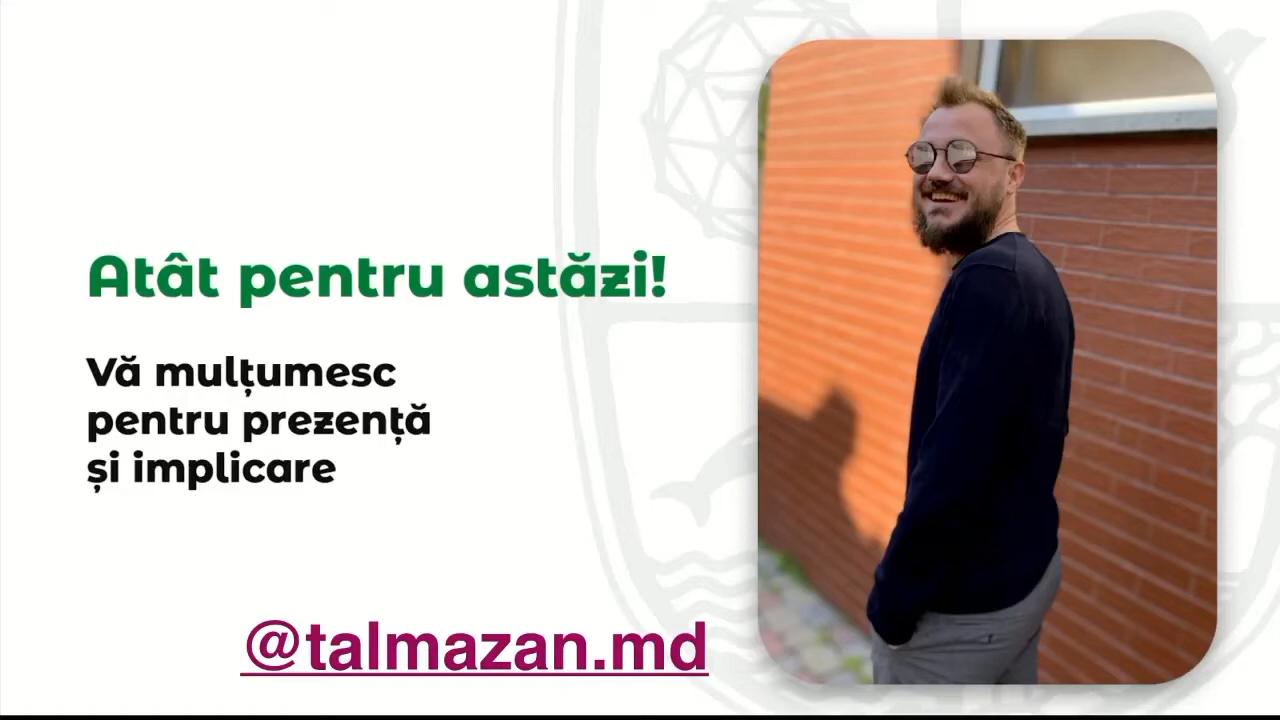 Atât pentru astăzi!
Vă mulțumesc
pentru prezență
și implicare
@talmazan.md